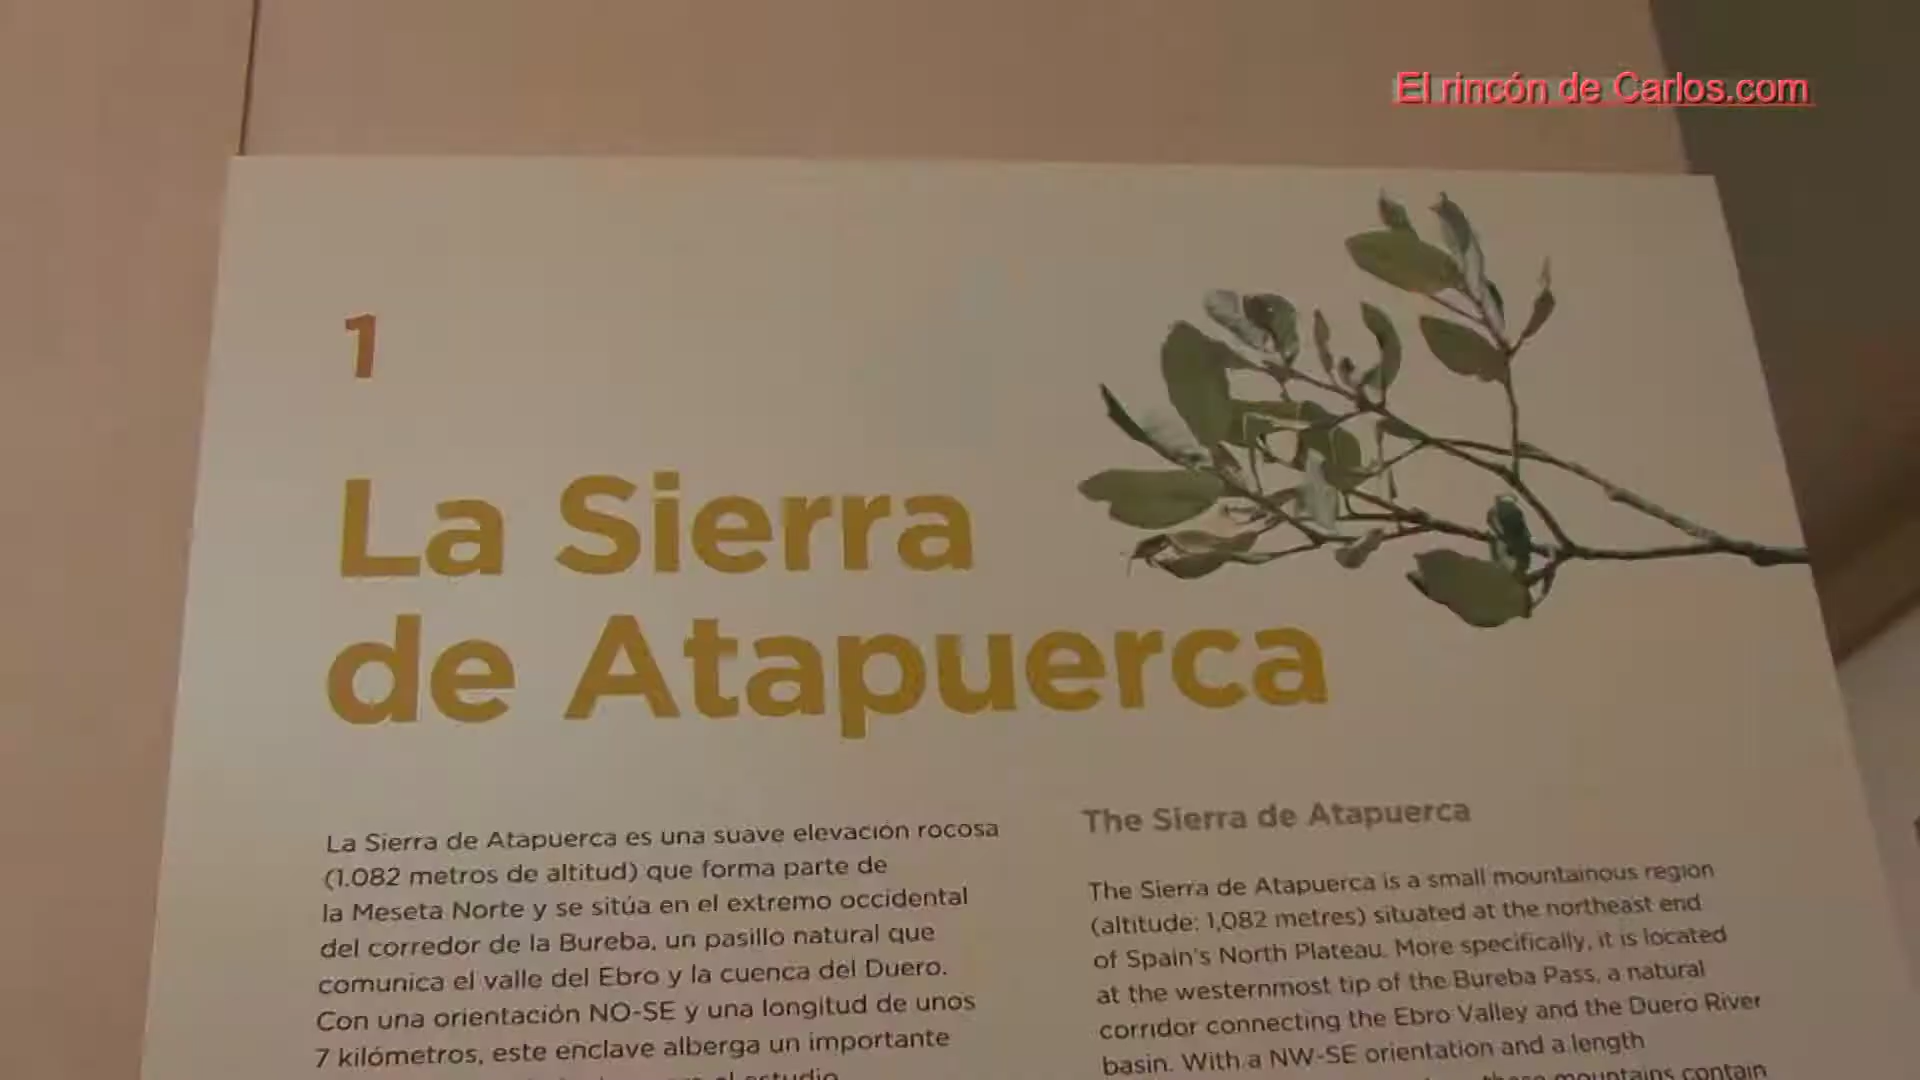 El rincón de Carlos.com
1
La Sierra
de Atapuerca
La Sierra de Atapuerca es una suave elevación rocosa
(1.082 metros de altitud) que forma parte de
la Meseta Norte y se sitúa en el extremo occidental
del corredor de la Bureba, un pasillo natural que
comunica el valle del Ebro y la cuenca del Duero.
Con una orientación NO-SE y una longitud de unos
7 kilómetros, este enclave alberga un importante
el estudio
The Sierra de Atapuerca
The Sierra de Atapuerca is a small mountainous region
(altitude: 1,082 metres) situated at the northeast end
of Spain's North Plateau. More specifically, it is located
at the westernmost tip of the Bureba Pass, a natural
corridor connecting the Ebro Valley and the Duero River
basin. With a NW-SE orientation and a length
these mountains contain